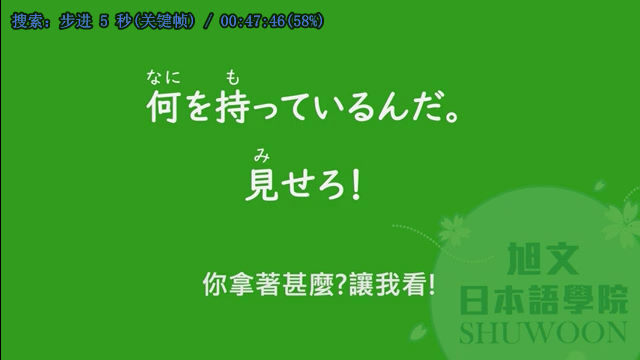 搜索: 步进 5 秒(关键帧) / 00:47:46(58%)
なに も
何を持っているんだ。
み
見せろ!
你拿著甚麼?讓我看!
旭文
日本語學院
SHUWOON